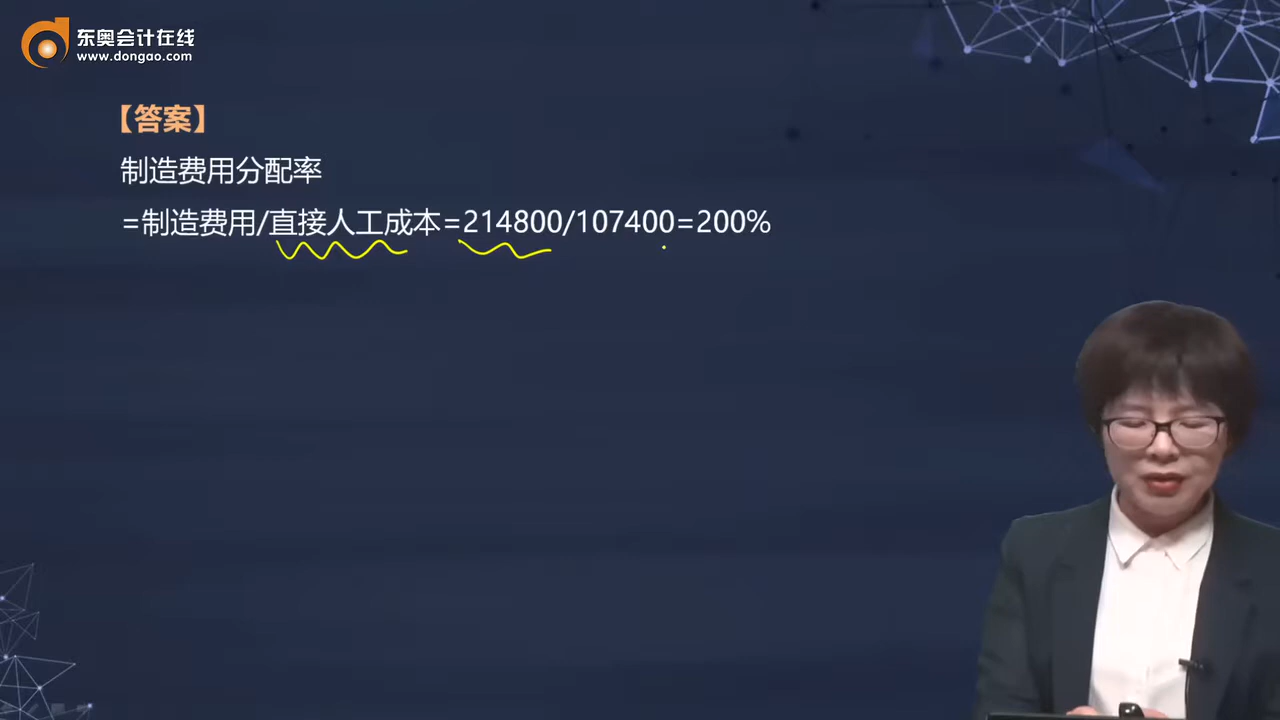 东奥会计在线
www.dongao.com
【答案】
制造费用分配率
=制造费用/直接人工成本=214800/107400=200%